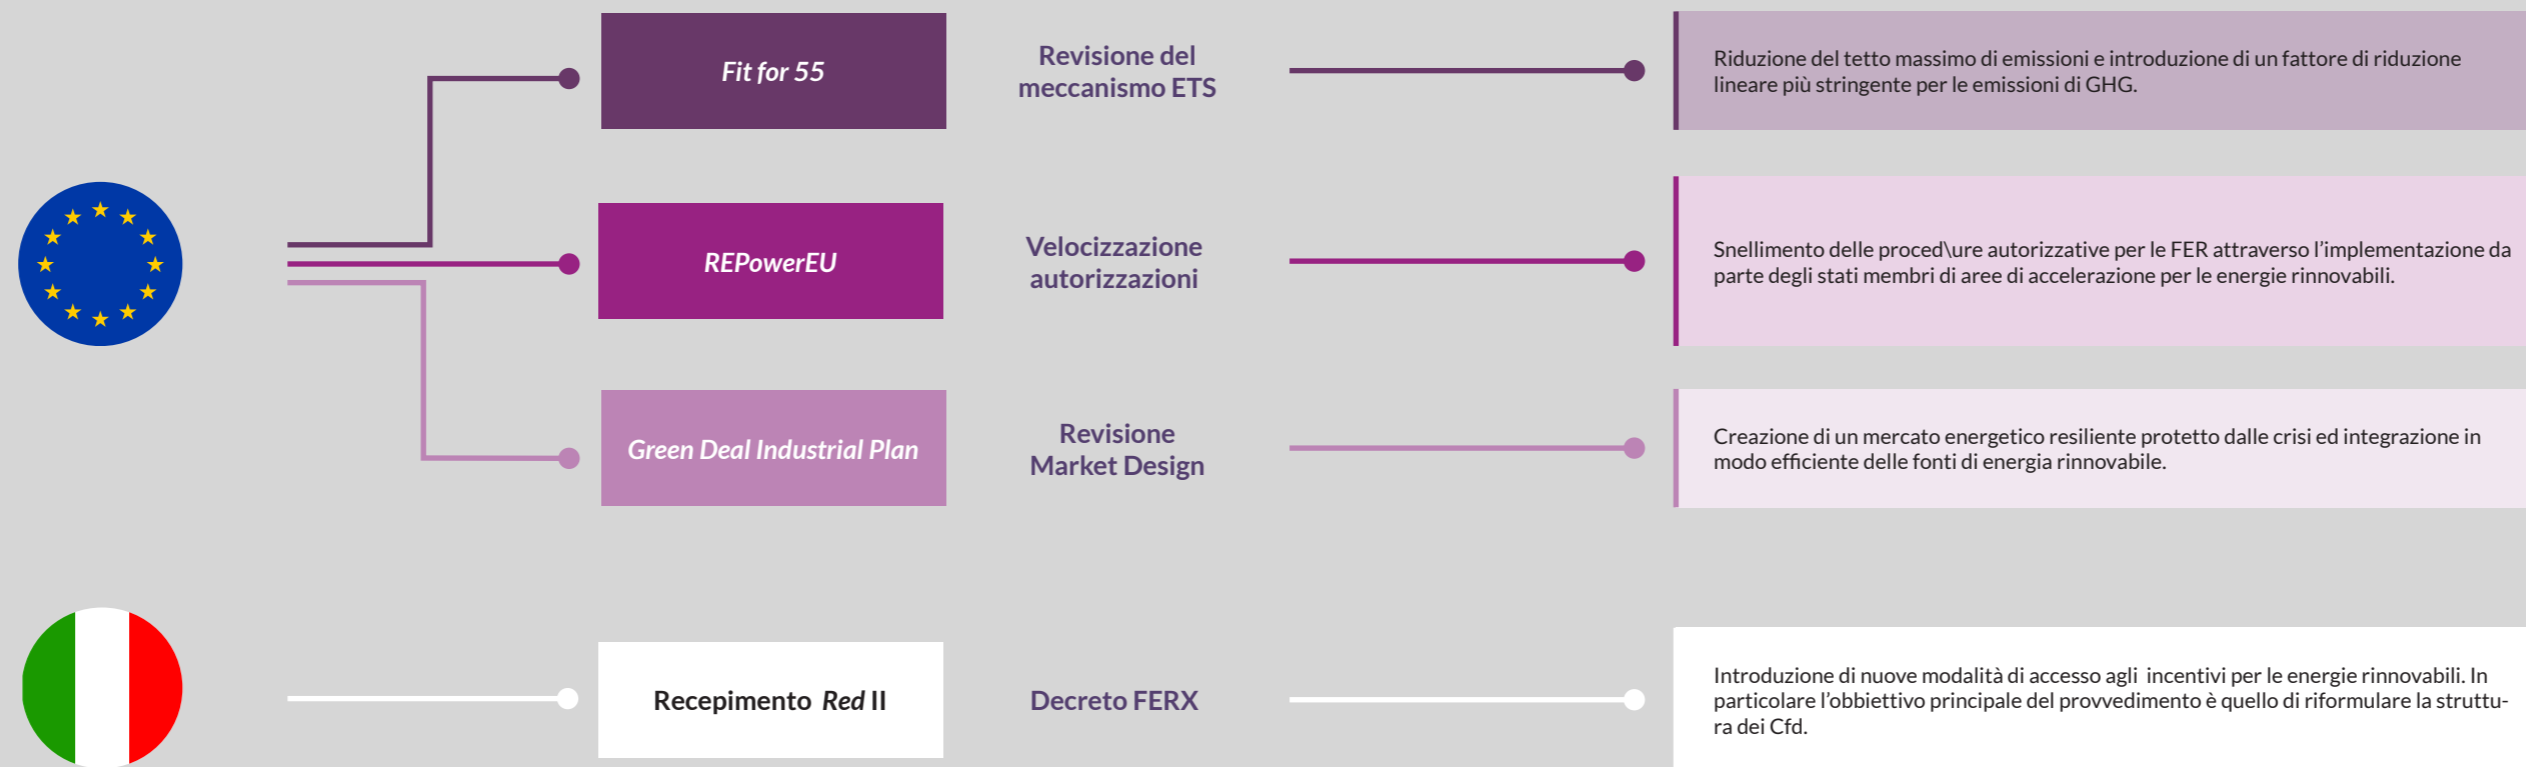 Fit for 55
Revisione del
meccanismo ETS
Riduzione del tetto massimo di emissioni e introduzione di un fattore di riduzione
lineare più stringente per le emissioni di GHG.
REPowerEU
Velocizzazione
autorizzazioni
Snellimento delle proced\ure autorizzative per le FER attraverso l’implementazione da
parte degli stati membri di aree di accelerazione per le energie rinnovabili.
Green Deal Industrial Plan
Revisione
Market Design
Creazione di un mercato energetico resiliente protetto dalle crisi ed integrazione in
modo efficiente delle fonti di energia rinnovabile.
Recepimento Red II
Decreto FERX
Introduzione di nuove modalità di accesso agli incentivi per le energie rinnovabili. In
particolare l’obbiettivo principale del provvedimento è quello di riformulare la struttu-
ra dei Cfd.